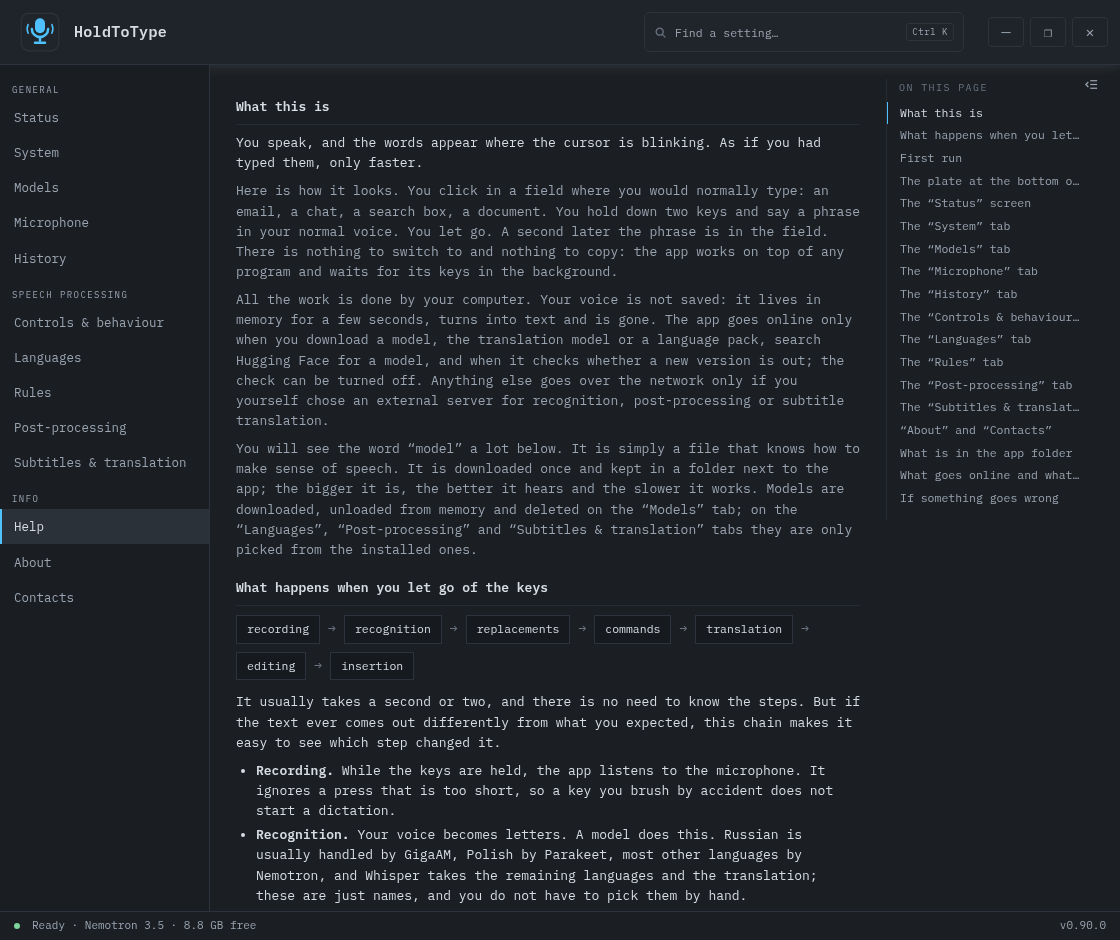 HoldToType
Find a setting…
Ctrl K
GENERAL
Status
System
Models
Microphone
History
SPEECH PROCESSING
Controls & behaviour
Languages
Rules
Post-processing
Subtitles & translation
INFO
Help
About
Contacts
What this is
You speak, and the words appear where the cursor is blinking. As if you had
typed them, only faster.
Here is how it looks. You click in a field where you would normally type: an
email, a chat, a search box, a document. You hold down two keys and say a phrase
in your normal voice. You let go. A second later the phrase is in the field.
There is nothing to switch to and nothing to copy: the app works on top of any
program and waits for its keys in the background.
All the work is done by your computer. Your voice is not saved: it lives in
memory for a few seconds, turns into text and is gone. The app goes online only
when you download a model, the translation model or a language pack, search
Hugging Face for a model, and when it checks whether a new version is out; the
check can be turned off. Anything else goes over the network only if you
yourself chose an external server for recognition, post-processing or subtitle
translation.
You will see the word “model” a lot below. It is simply a file that knows how to
make sense of speech. It is downloaded once and kept in a folder next to the
app; the bigger it is, the better it hears and the slower it works. Models are
downloaded, unloaded from memory and deleted on the “Models” tab; on the
“Languages”, “Post-processing” and “Subtitles & translation” tabs they are only
picked from the installed ones.
What happens when you let go of the keys
recording → recognition → replacements → commands → translation →
editing → insertion
It usually takes a second or two, and there is no need to know the steps. But if
the text ever comes out differently from what you expected, this chain makes it
easy to see which step changed it.
• Recording. While the keys are held, the app listens to the microphone. It
ignores a press that is too short, so a key you brush by accident does not
start a dictation.
• Recognition. Your voice becomes letters. A model does this. Russian is
usually handled by GigaAM, Polish by Parakeet, most other languages by
Nemotron, and Whisper takes the remaining languages and the translation;
these are just names, and you do not have to pick them by hand.
ON THIS PAGE
What this is
What happens when you let…
First run
The plate at the bottom o…
The “Status” screen
The “System” tab
The “Models” tab
The “Microphone” tab
The “History” tab
The “Controls & behaviour…
The “Languages” tab
The “Rules” tab
The “Post-processing” tab
The “Subtitles & translat…
“About” and “Contacts”
What is in the app folder
What goes online and what…
If something goes wrong
Ready · Nemotron 3.5 · 8.8 GB free
v0.90.0